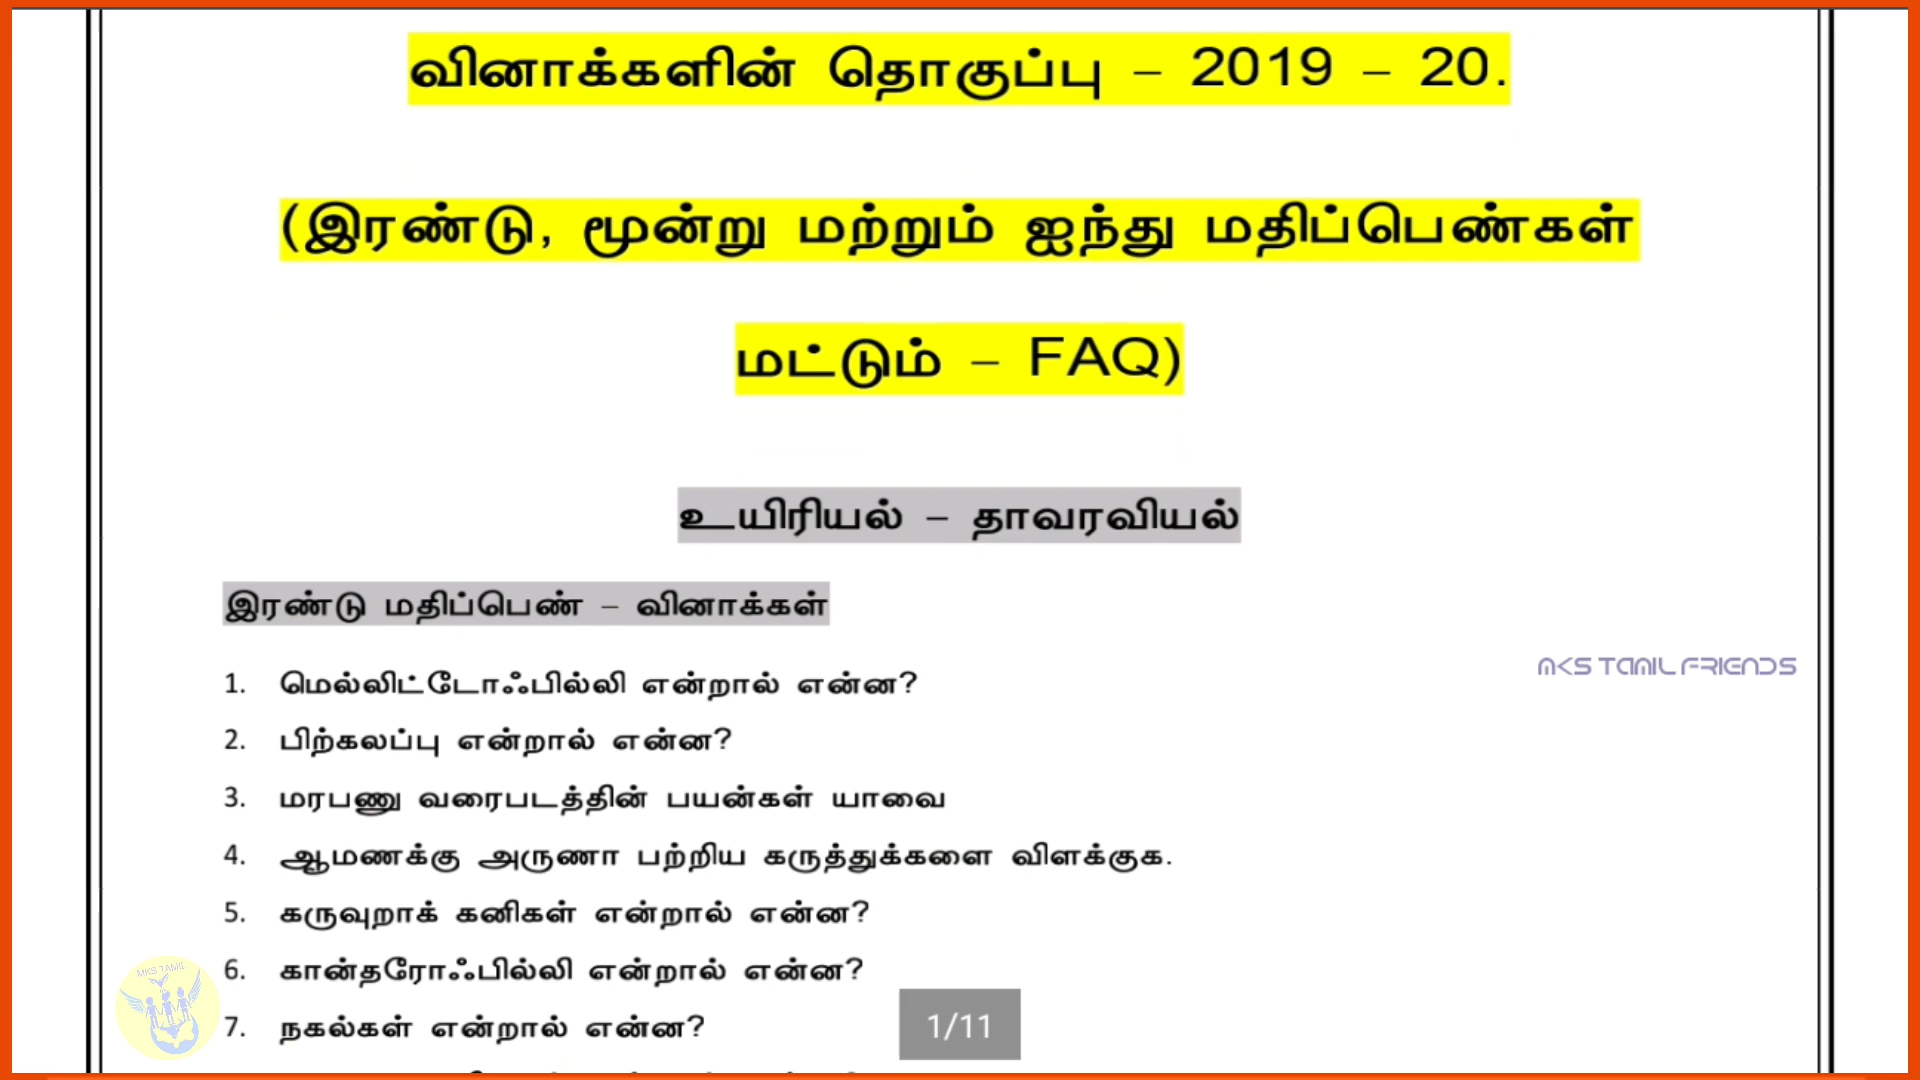 வினாக்களின் தொகுப்பு – 2019 – 20.
(இரண்டு, மூன்று மற்றும் ஐந்து மதிப்பெண்கள்
மட்டும் – FAQ)
உயிரியல் – தாவரவியல்
இரண்டு மதிப்பெண் – வினாக்கள்
1. மெல்லிட்டோஃபில்லி என்றால் என்ன?
MKS TAMIL FRIENDS
2. பிற்கலப்பு என்றால் என்ன?
3. மரபணு வரைபடத்தின் பயன்கள் யாவை
4. ஆமணக்கு அருணா பற்றிய கருத்துக்களை விளக்குக.
5. கருவுறாக் கனிகள் என்றால் என்ன?
6. கான்தரோஃபில்லி என்றால் என்ன?
MKS TAMIL
7. நகல்கள் என்றால் என்ன?
1/11